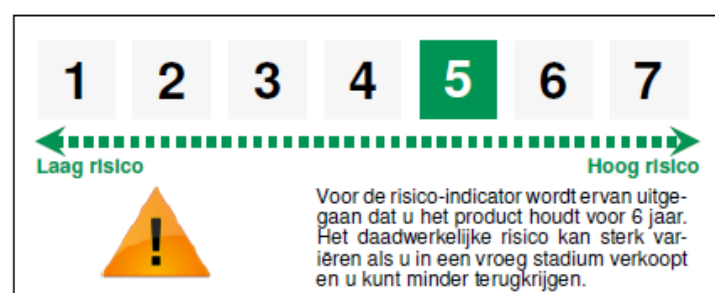 1 2 3 4 5 6 7
Laag risico Hoog risico
!
Voor de risico-indicator wordt ervan uitge-
gaan dat u het product houdt voor 6 jaar.
Het daadwerkelijke risico kan sterk var-
iëren als u in een vroeg stadium verkoopt
en u kunt minder terugkrijgen.